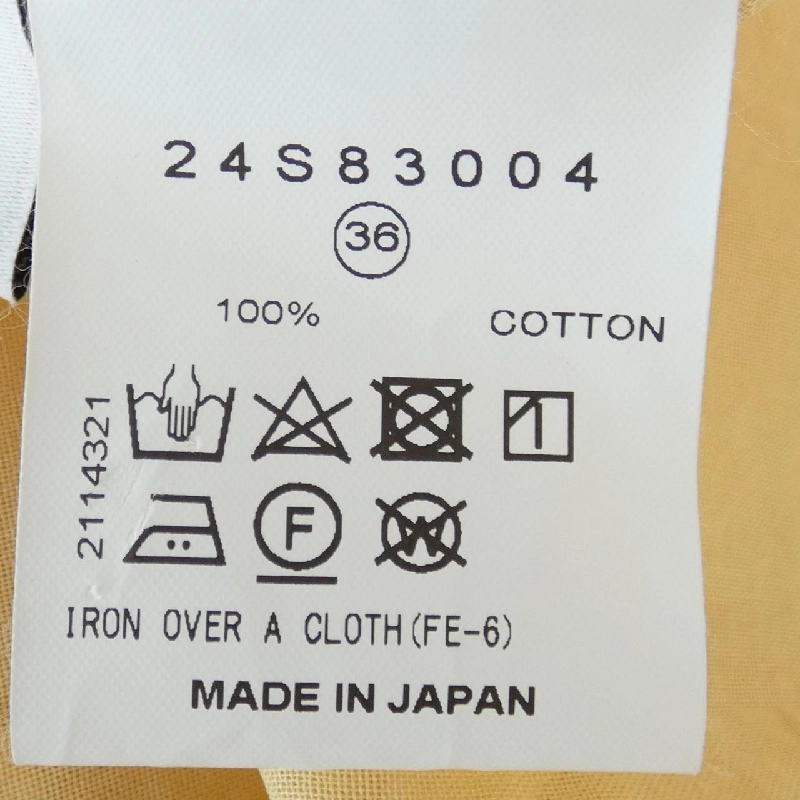 24S83004
36
100% COTTON
2114321
F W
IRON OVER A CLOTH(FE-6)
MADE IN JAPAN